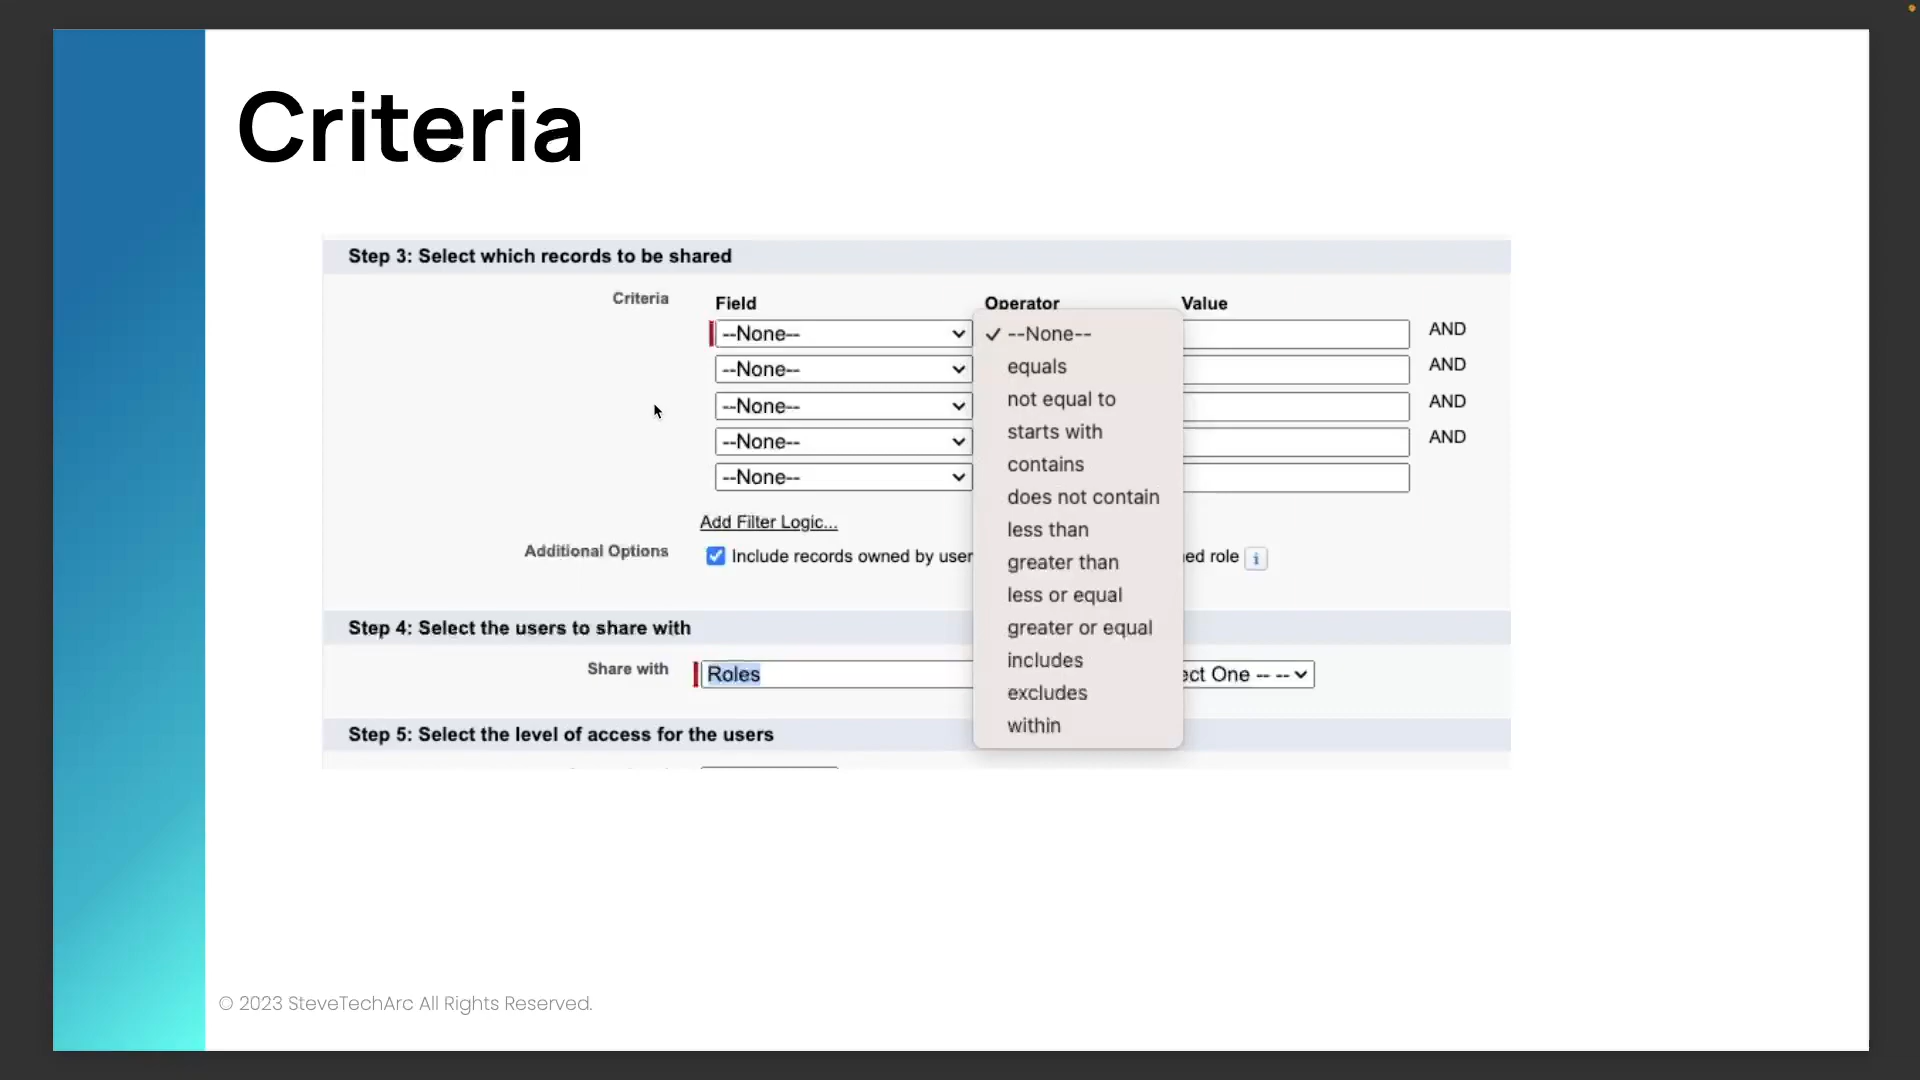 Criteria
Step 3: Select which records to be shared
Criteria
Field Operator Value
--None-- ✓ --None-- AND
--None-- equals AND
--None-- not equal to AND
--None-- starts with AND
--None-- contains
does not contain
Add Filter Logic... less than
Additional Options Include records owned by user greater than ed role i
less or equal
Step 4: Select the users to share with greater or equal
includes
Share with Roles ect One -- --
excludes
Step 5: Select the level of access for the users within
© 2023 SteveTechArc All Rights Reserved.